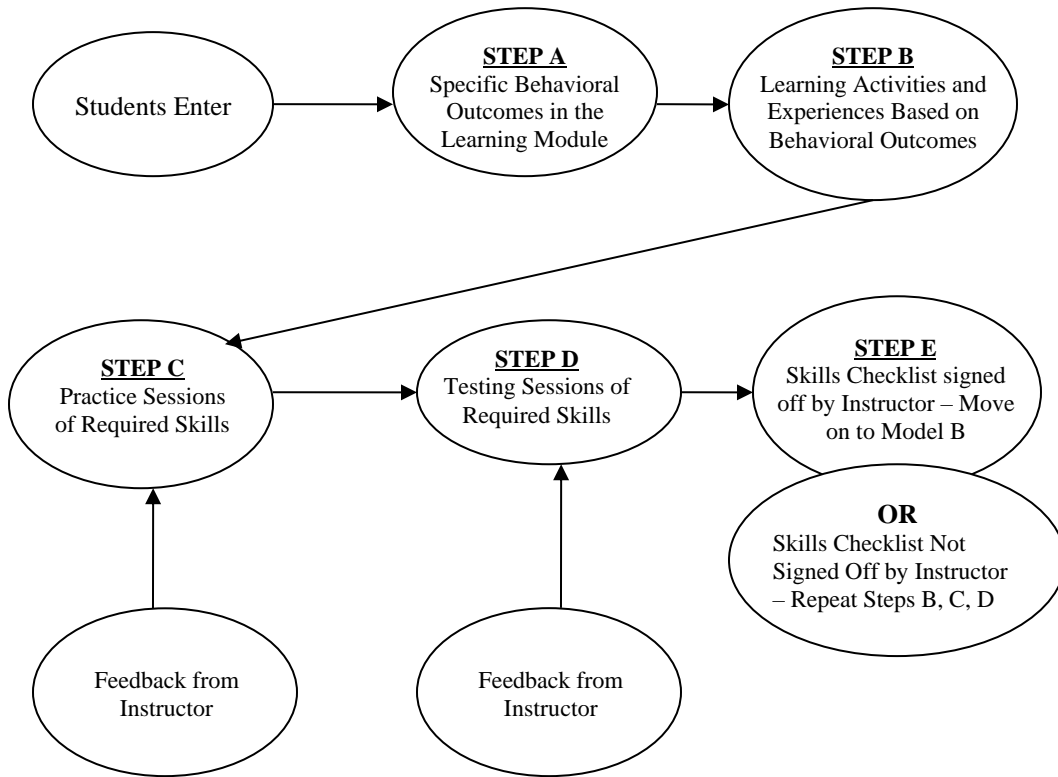 Students Enter
STEP A
Specific Behavioral
Outcomes in the
Learning Module
STEP B
Learning Activities and
Experiences Based on
Behavioral Outcomes
STEP C
Practice Sessions
of Required Skills
STEP D
Testing Sessions of
Required Skills
STEP E
Skills Checklist signed
off by Instructor – Move
on to Model B
OR
Skills Checklist Not
Signed Off by Instructor
– Repeat Steps B, C, D
Feedback from
Instructor
Feedback from
Instructor